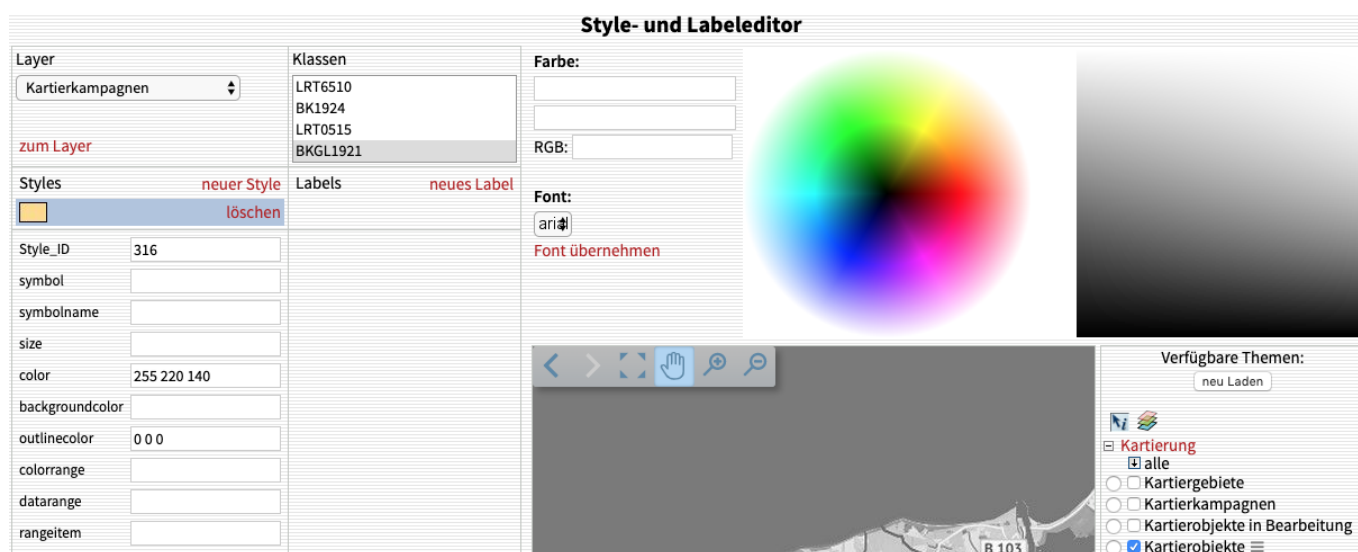 Style- und Labeleditor
Layer
Kartierkampagnen
zum Layer
Klassen
LRT6510
BK1924
LRT0515
BKGL1921
Styles
neuer Style
löschen
Labels
neues Label
Style_ID
316
symbol
symbolname
size
color
255 220 140
backgroundcolor
outlinecolor
0 0 0
colorrange
datarange
rangeitem
Farbe:
RGB:
Font:
arial
Font übernehmen
B 103
Verfügbare Themen:
neu Laden
Kartierung
alle
Kartiergebiete
Kartierkampagnen
Kartierobjekte in Bearbeitung
Kartierobjekte